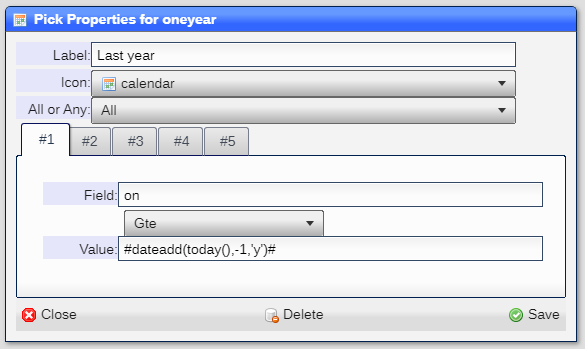 Pick Properties for oneyear
Label: Last year
Icon: calendar
All or Any: All
#1 #2 #3 #4 #5
Field: on
Gte
Value: #dateadd(today(),-1,'y')#
Close Delete Save